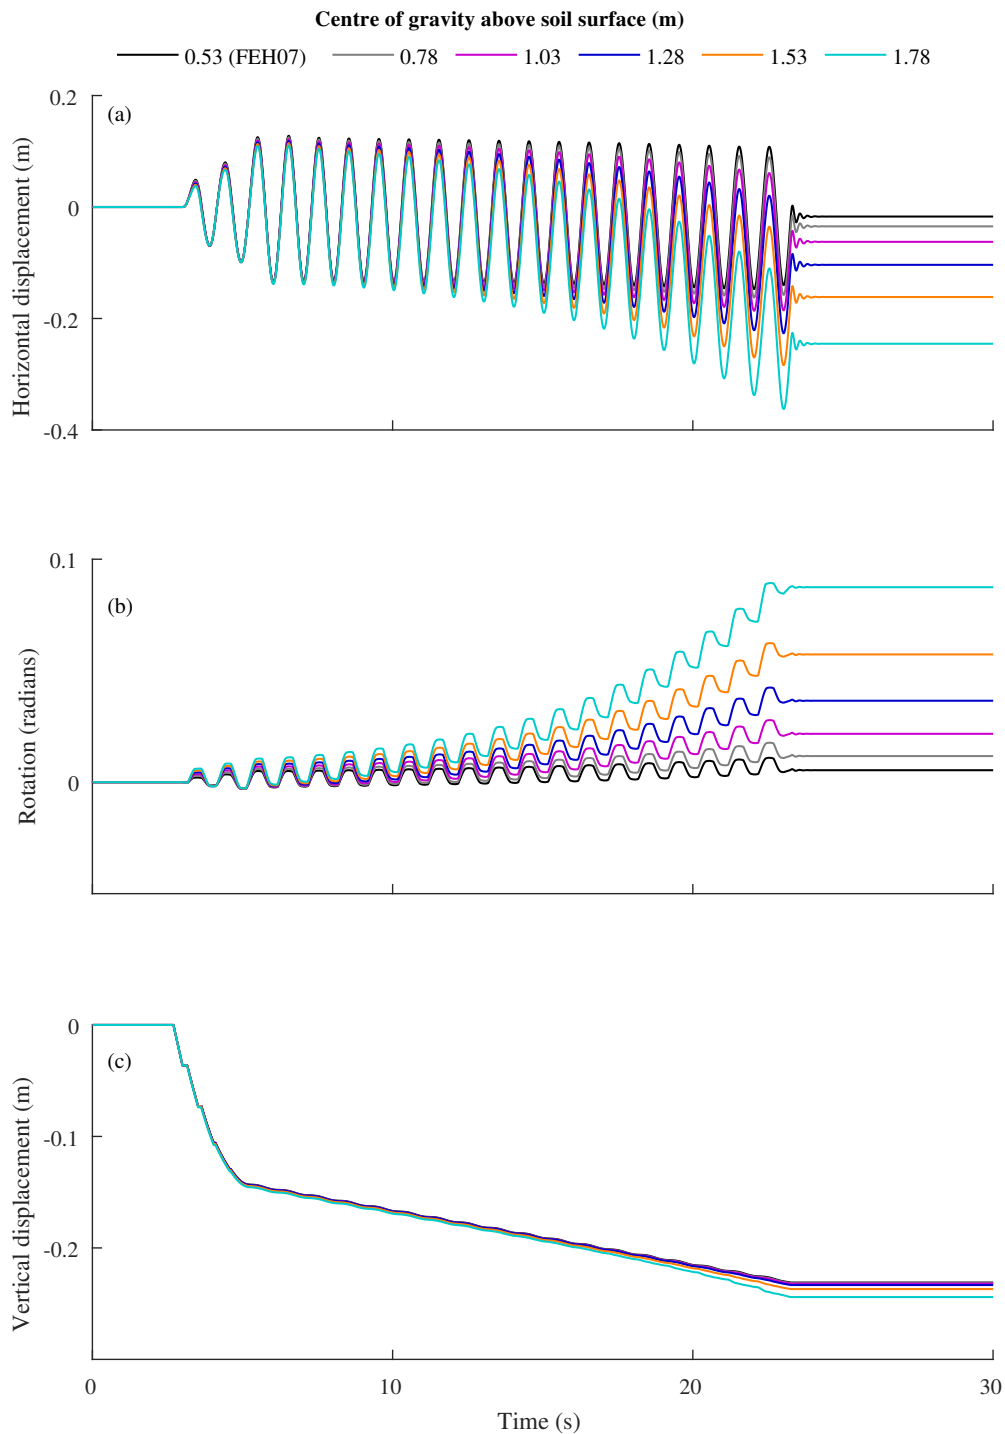 Centre of gravity above soil surface (m)
0.53 (FEH07) 0.78 1.03 1.28 1.53 1.78
(a)
Horizontal displacement (m)
0.2
0
-0.2
-0.4
(b)
Rotation (radians)
0.1
0
(c)
Vertical displacement (m)
0
-0.1
-0.2
0 10 20 30
Time (s)